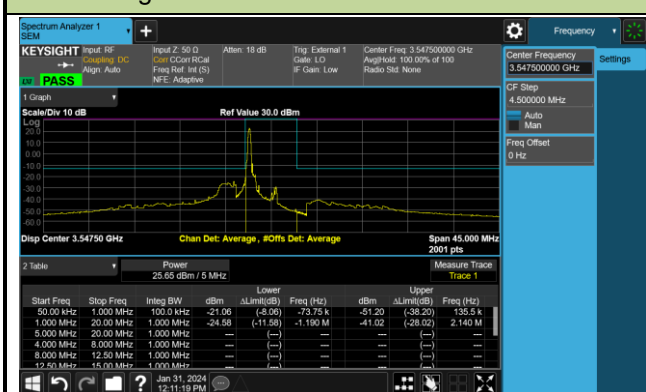 Spectrum Analyzer 1
SEM
Frequency
KEYSIGHT
Input: RF
Coupling: DC
Align: Auto
Input Z: 50 Ω
Corr CCorr RCal
Freq Ref: Int (S)
NFE: Adaptive
Atten: 18 dB
Trig: External 1
Gate: LO
IF Gain: Low
Center Freq: 3.547500000 GHz
Avg|Hold: 100.00% of 100
Radio Std: None
PASS
Center Frequency
3.547500000 GHz
Settings
CF Step
4.500000 MHz
Auto
Man
Freq Offset
0 Hz
1 Graph
Scale/Div 10 dB
Ref Value 30.0 dBm
Log
20.0
10.0
0.00
-10.0
-20.0
-30.0
-40.0
-50.0
-60.0
Disp Center 3.54750 GHz
Chan Det: Average , #Offs Det: Average
Span 45.000 MHz
2001 pts
2 Table
Power
25.65 dBm / 5 MHz
Measure Trace
Trace 1
Lower Upper
Start Freq Stop Freq Integ BW dBm ΔLimit(dB) Freq (Hz) dBm ΔLimit(dB) Freq (Hz)
50.00 kHz 1.000 MHz 100.0 kHz -21.06 (-8.06) -73.75 k -51.20 (-38.20) 135.5 k
1.000 MHz 20.00 MHz 1.000 MHz -24.58 (-11.58) -1.190 M -41.02 (-28.02) 2.140 M
5.000 MHz 20.00 MHz 1.000 MHz --- (---) --- (---)
4.000 MHz 8.000 MHz 1.000 MHz --- (---) --- (---)
8.000 MHz 12.50 MHz 1.000 MHz --- (---) --- (---)
12.50 MHz 15.00 MHz 1.000 MHz --- (---) --- (---)
Jan 31, 2024
12:11:19 PM